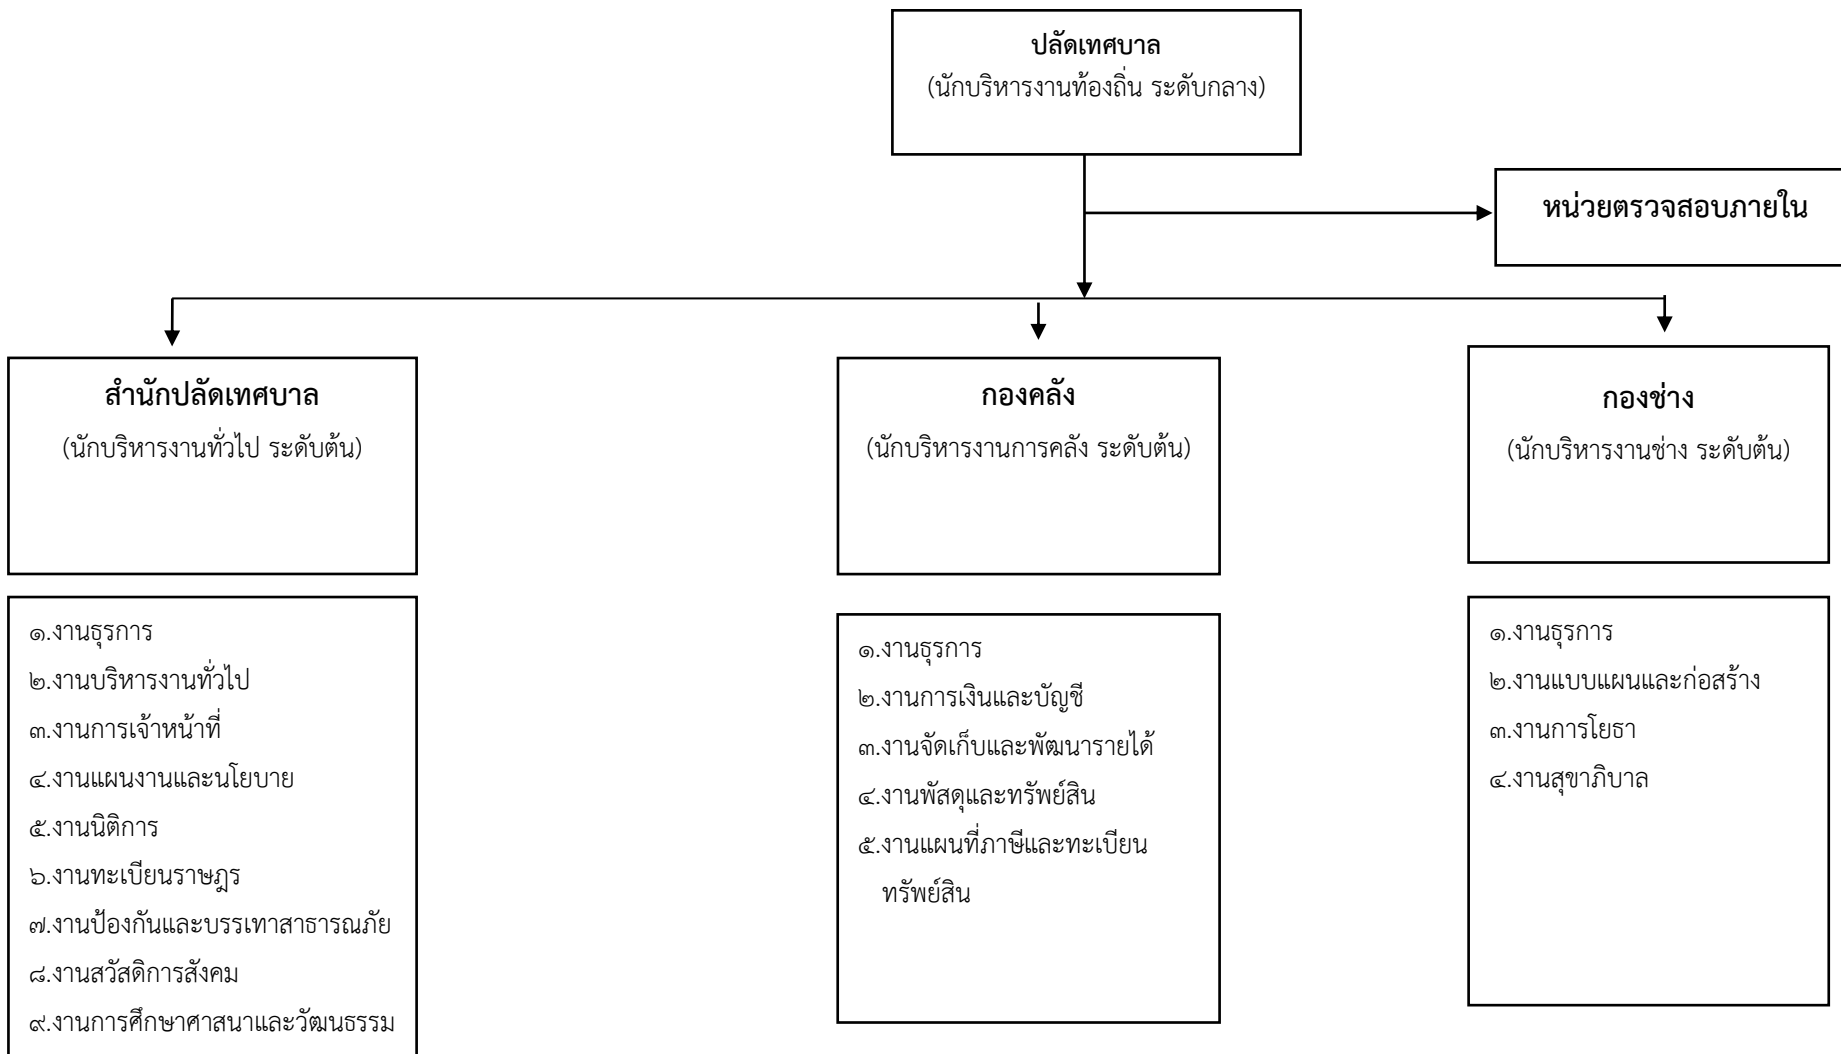 ปลัดเทศบาล
(นักบริหารงานท้องถิ่น ระดับกลาง)
หน่วยตรวจสอบภายใน
สำนักปลัดเทศบาล
(นักบริหารงานทั่วไป ระดับต้น)
กองคลัง
(นักบริหารงานการคลัง ระดับต้น)
กองช่าง
(นักบริหารงานช่าง ระดับต้น)
๑.งานธุรการ
๒.งานบริหารงานทั่วไป
๓.งานการเจ้าหน้าที่
๔.งานแผนงานและนโยบาย
๕.งานนิติการ
๖.งานทะเบียนราษฎร
๗.งานป้องกันและบรรเทาสาธารณภัย
๘.งานสวัสดิการสังคม
๙.งานการศึกษาศาสนาและวัฒนธรรม
๑.งานธุรการ
๒.งานการเงินและบัญชี
๓.งานจัดเก็บและพัฒนารายได้
๔.งานพัสดุและทรัพย์สิน
๕.งานแผนที่ภาษีและทะเบียน
ทรัพย์สิน
๑.งานธุรการ
๒.งานแบบแผนและก่อสร้าง
๓.งานการโยธา
๔.งานสุขาภิบาล